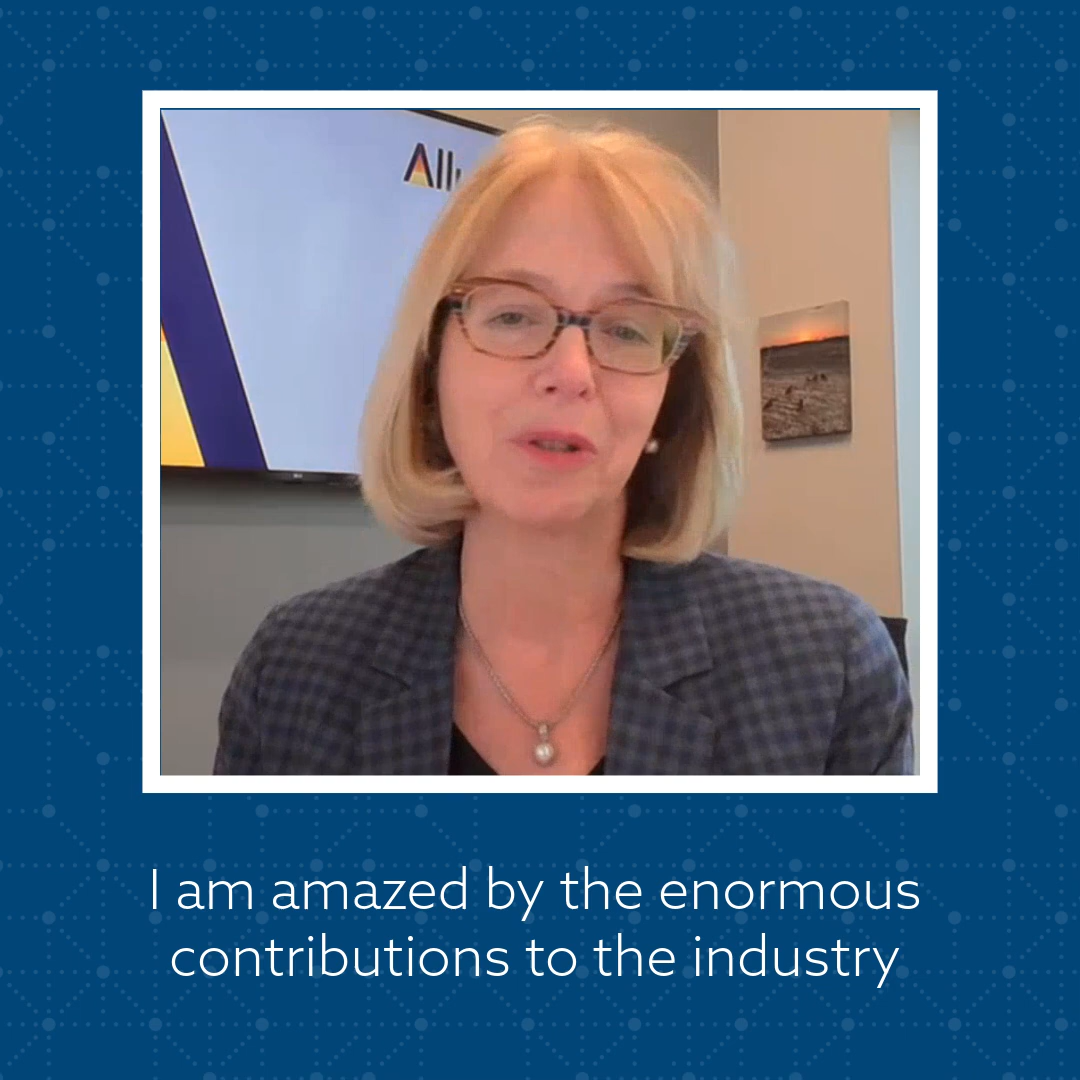 I am amazed by the enormous
contributions to the industry